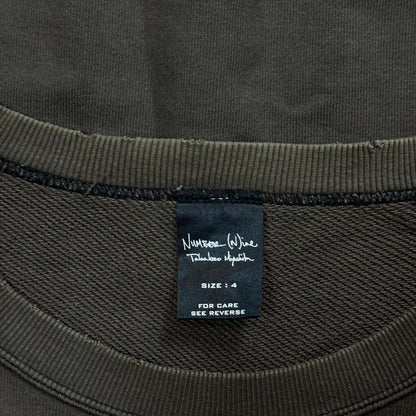 NUMBER (N)ine
Takahiro Miyashita
SIZE : 4
FOR CARE
SEE REVERSE